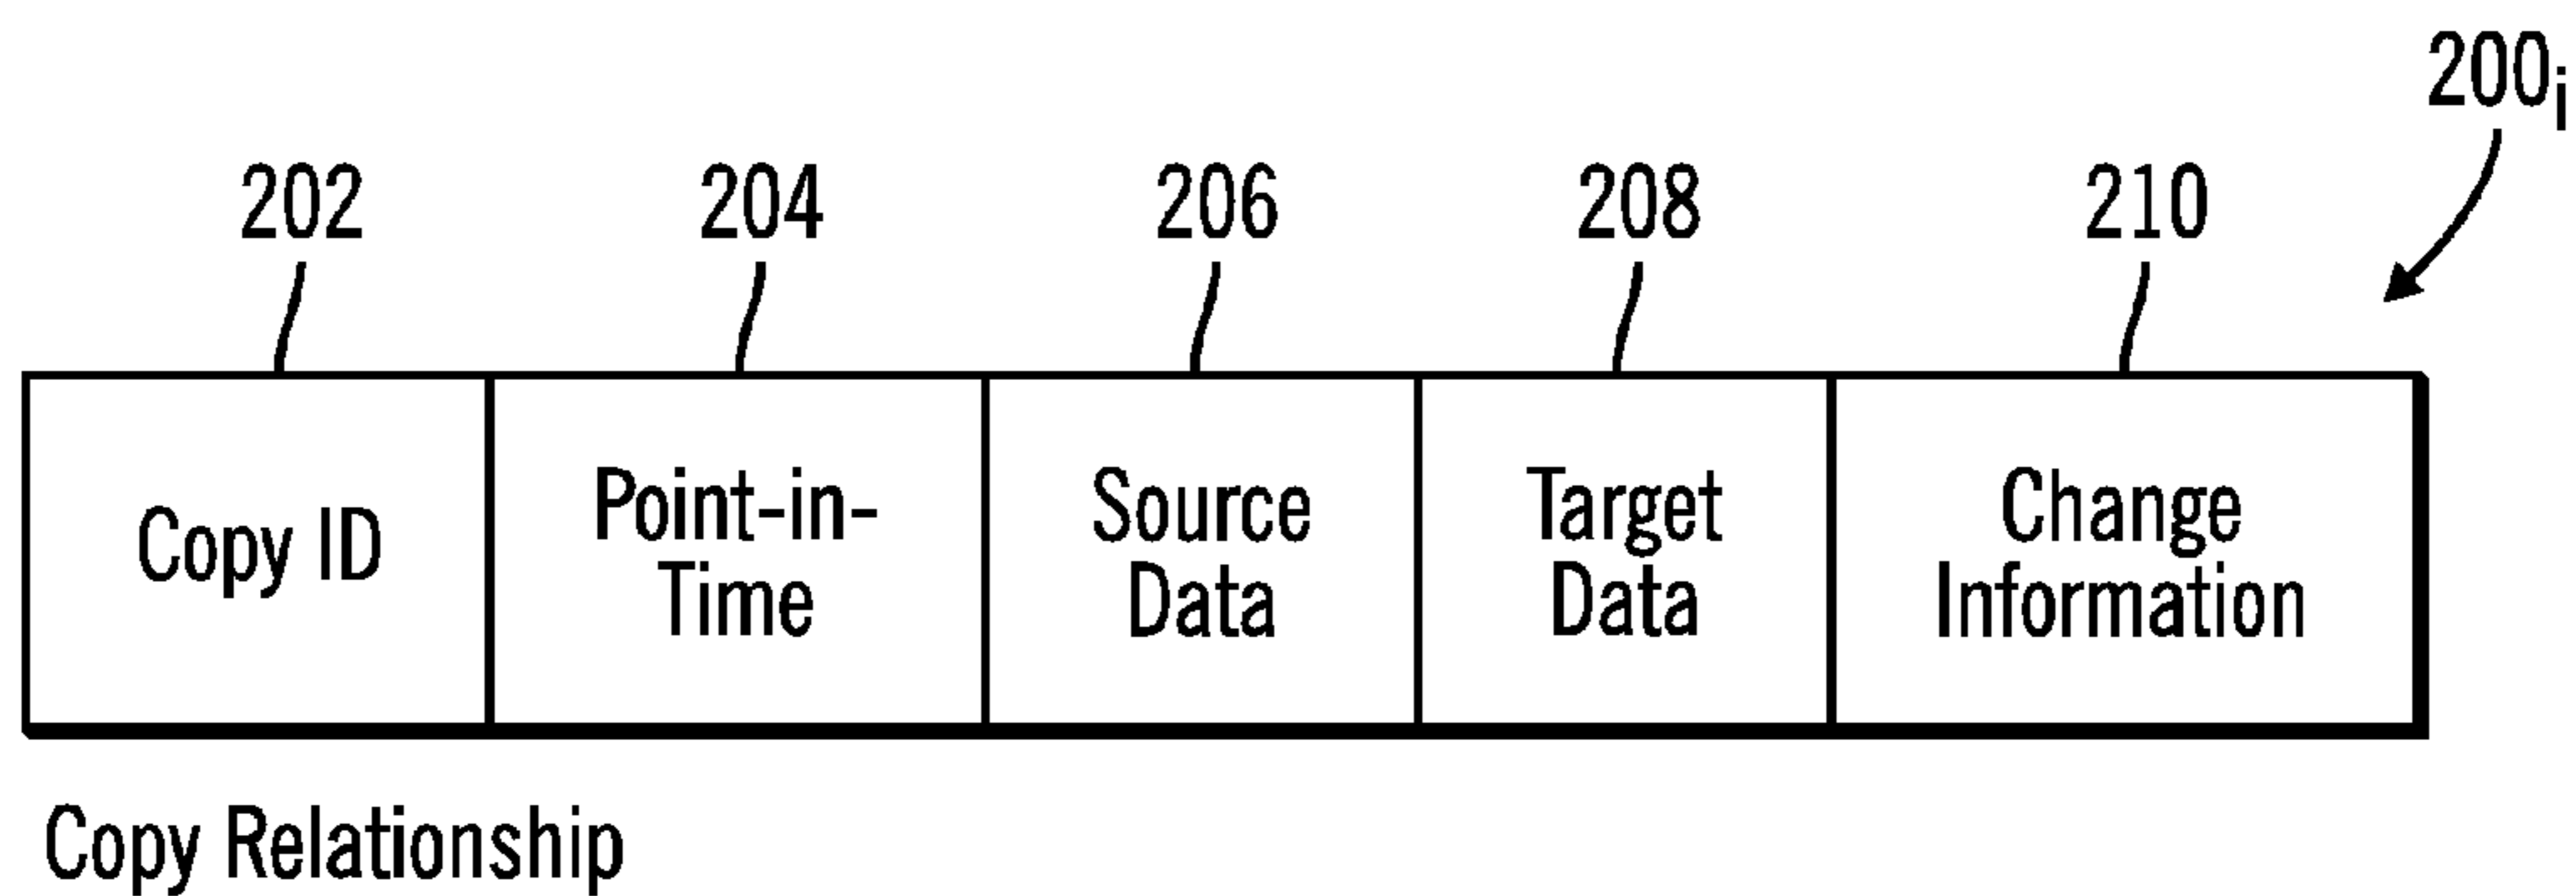 200i
202 204 206 208 210
Copy ID
Point-in-
Time
Source
Data
Target
Data
Change
Information
Copy Relationship